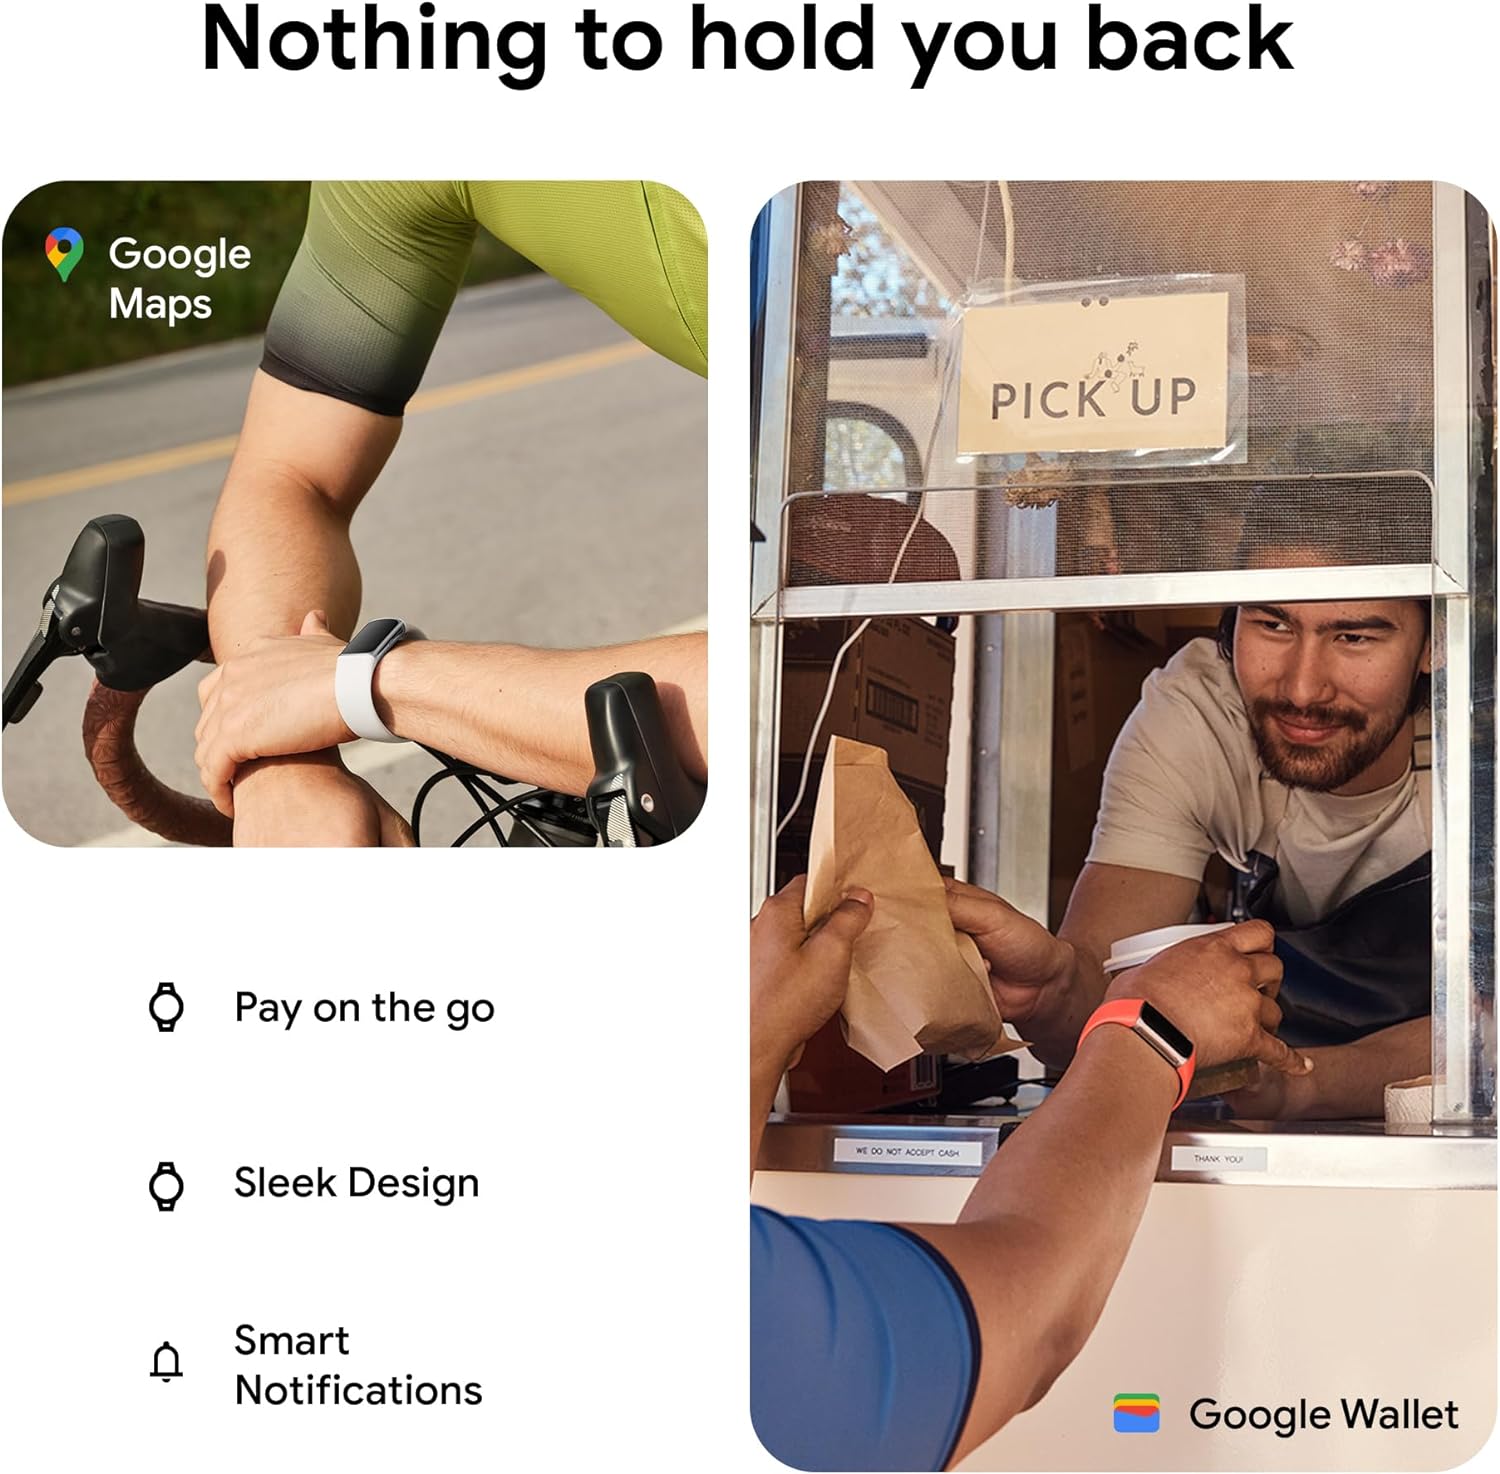 Nothing to hold you back
Google
Maps
PICK UP
WE DO NOT ACCEPT CASH
THANK YOU!
Pay on the go
Sleek Design
Smart
Notifications
Google Wallet